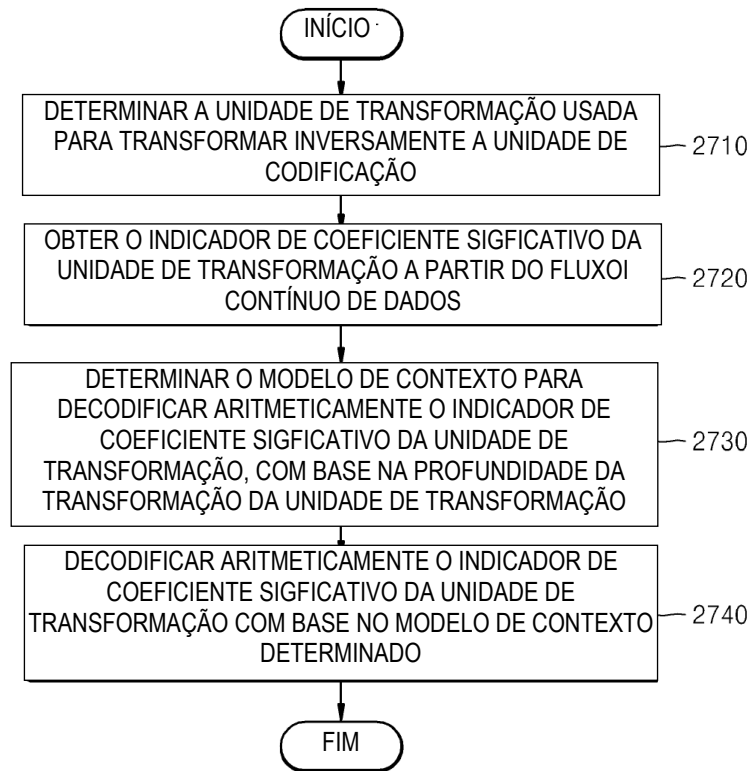 INÍCIO
DETERMINAR A UNIDADE DE TRANSFORMAÇÃO USADA
PARA TRANSFORMAR INVERSAMENTE A UNIDADE DE
CODIFICAÇÃO
2710
OBTER O INDICADOR DE COEFICIENTE SIGFICATIVO DA
UNIDADE DE TRANSFORMAÇÃO A PARTIR DO FLUXOI
CONTÍNUO DE DADOS
2720
DETERMINAR O MODELO DE CONTEXTO PARA
DECODIFICAR ARITMETICAMENTE O INDICADOR DE
COEFICIENTE SIGFICATIVO DA UNIDADE DE
TRANSFORMAÇÃO, COM BASE NA PROFUNDIDADE DA
TRANSFORMAÇÃO DA UNIDADE DE TRANSFORMAÇÃO
2730
DECODIFICAR ARITMETICAMENTE O INDICADOR DE
COEFICIENTE SIGFICATIVO DA UNIDADE DE
TRANSFORMAÇÃO COM BASE NO MODELO DE CONTEXTO
DETERMINADO
2740
FIM